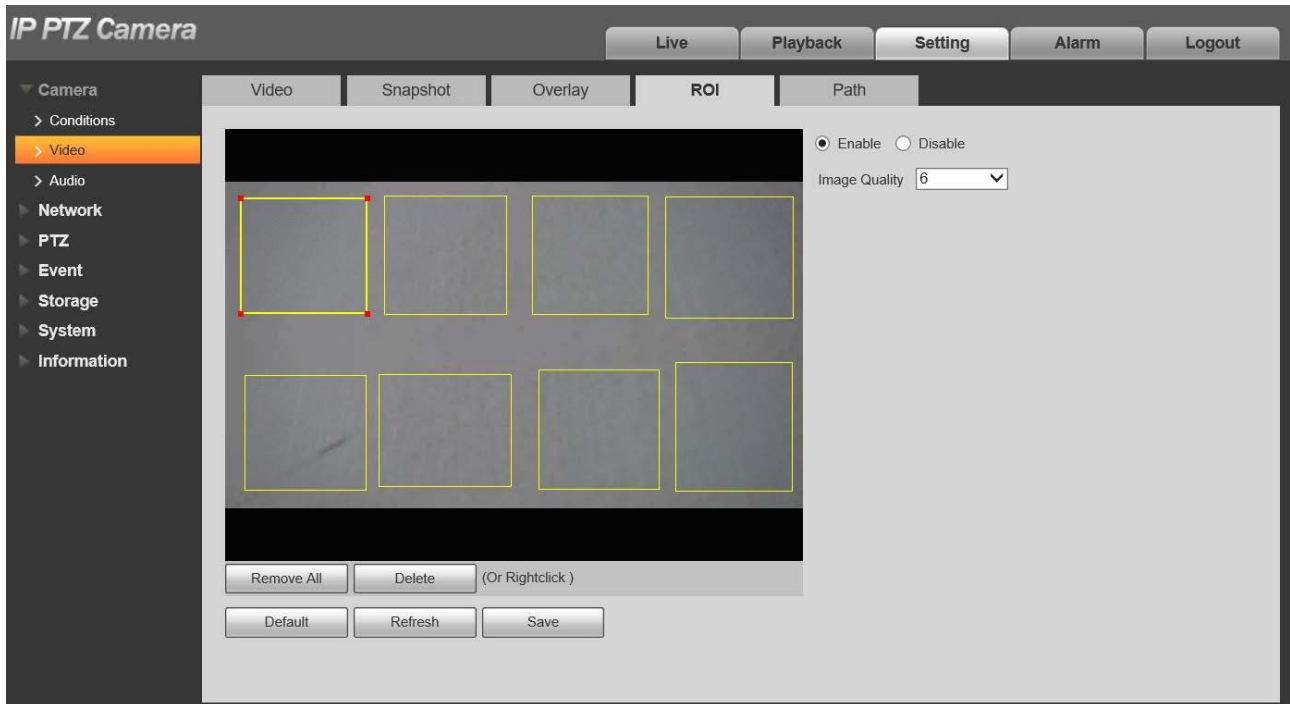 IP PTZ Camera
Live Playback Setting Alarm Logout
Camera
Conditions
Video
Audio
Network
PTZ
Event
Storage
System
Information
Video Snapshot Overlay ROI Path
Enable Disable
Image Quality 6
Remove All Delete (Or Rightclick )
Default Refresh Save